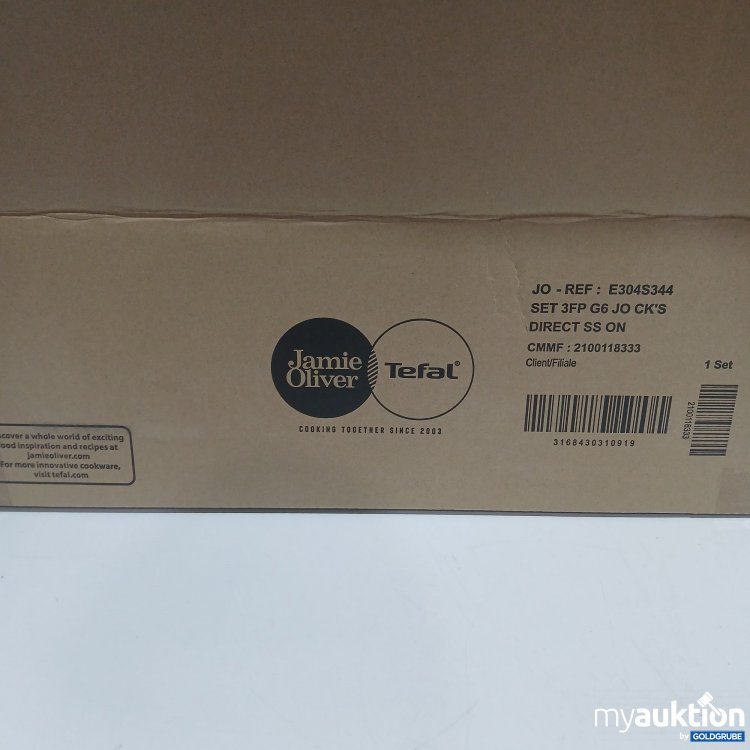 JO - REF : E304S344
SET 3FP G6 JO CK'S
DIRECT SS ON
CMMF : 2100118333
Client/Filiale
1 Set
Jamie
Oliver
Tefal®
COOKING TOGETHER SINCE 2003
3168430310919
2100118333
scover a whole world of exciting
ood inspiration and recipes at
jamieoliver.com
For more innovative cookware,
visit tefal.com
myauktion
by GOLDGRUBE